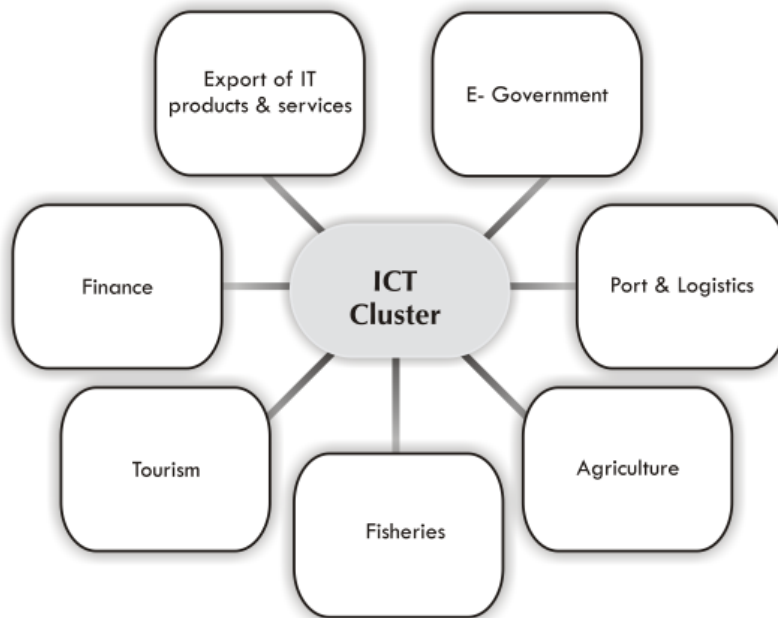 Export of IT
products & services
E- Government
Finance
ICT
Cluster
Port & Logistics
Tourism
Agriculture
Fisheries